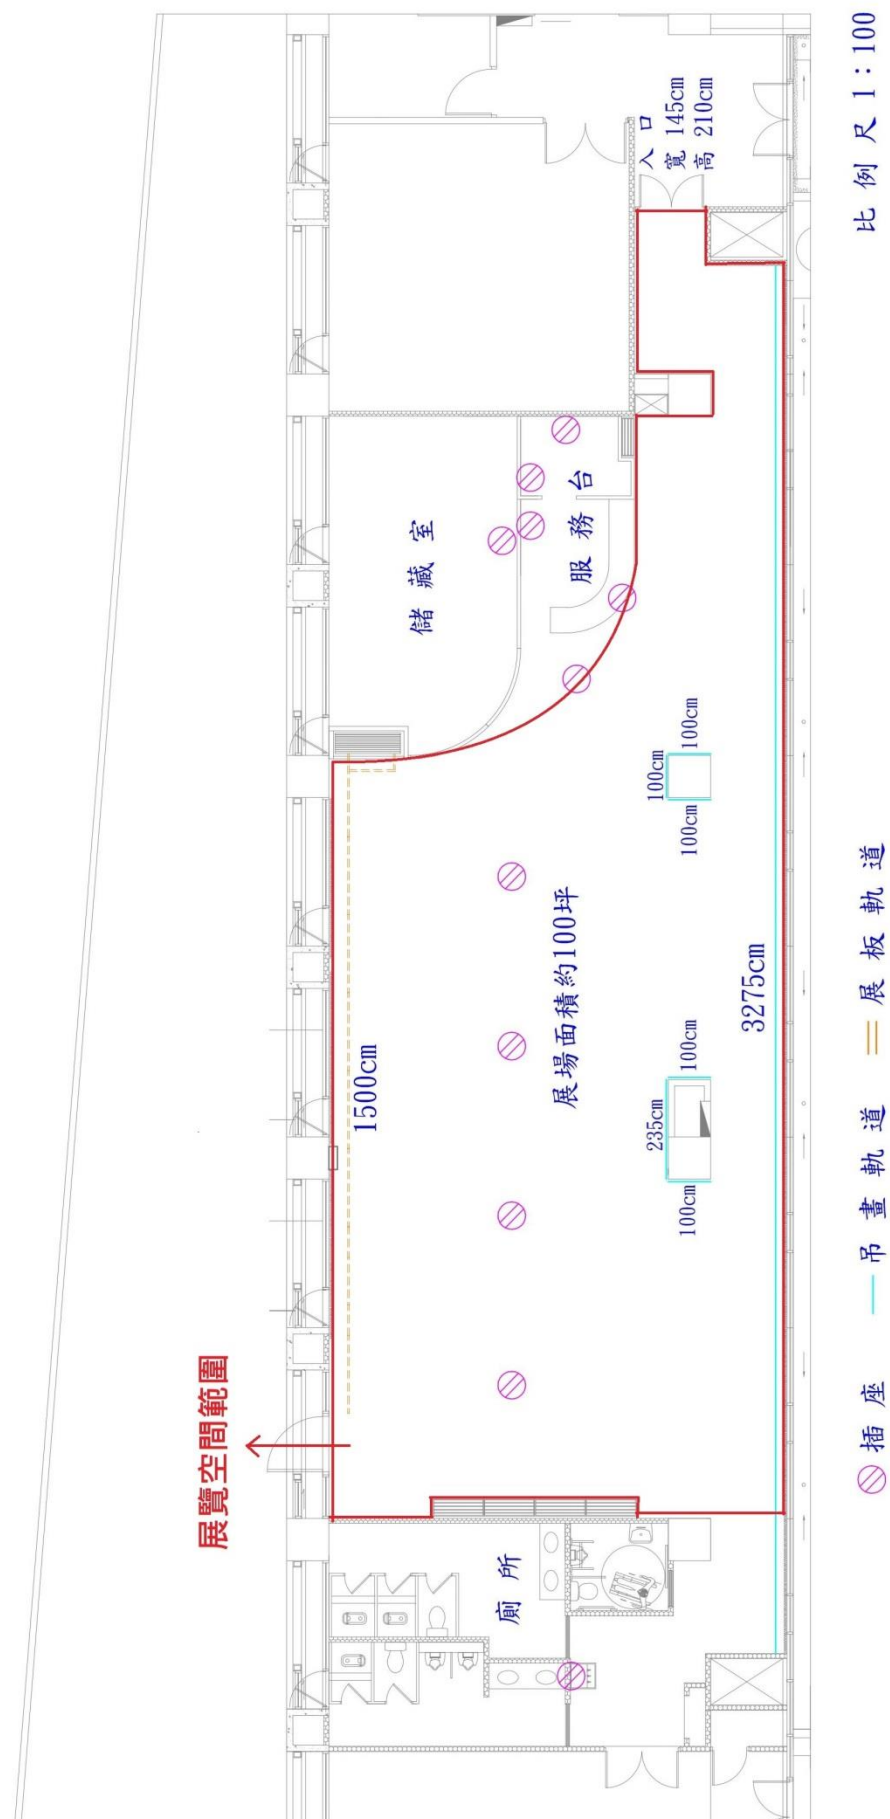 比例尺 1：100
入口
寬 145cm
高 210cm
儲藏室
服務台
100cm
100cm
100cm
展場面積約100坪
1500cm
3275cm
235cm
100cm
100cm
展覽空間範圍
廁所
插座
吊畫軌道
展板軌道